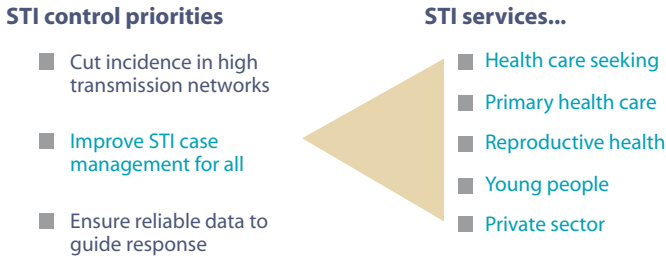 STI control priorities
Cut incidence in high
transmission networks
Improve STI case
management for all
Ensure reliable data to
guide response
STI services...
Health care seeking
Primary health care
Reproductive health
Young people
Private sector